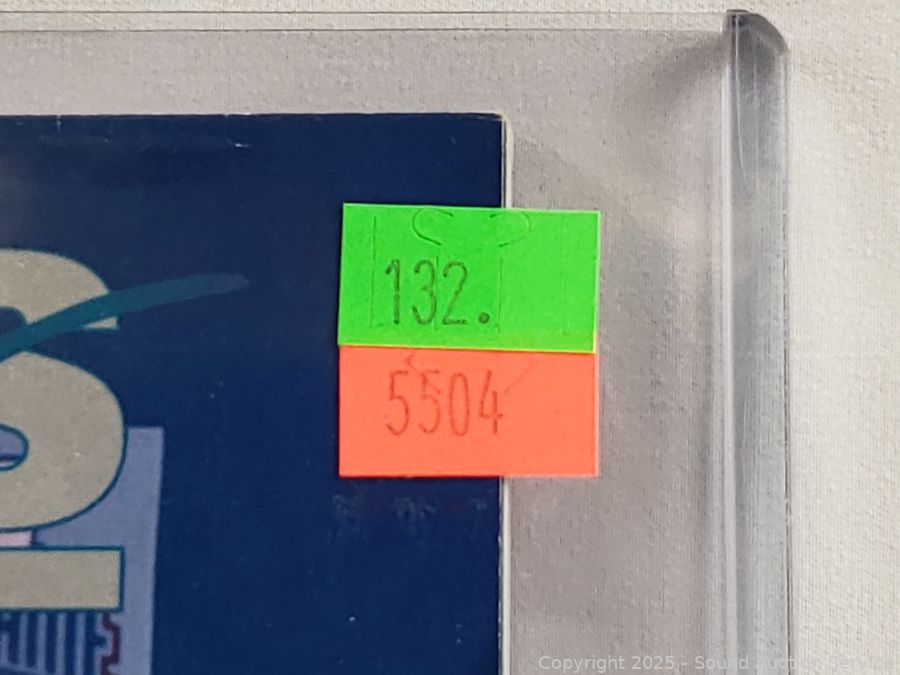 132.
5504
S
Copyright 2025 - Sound Auction Service